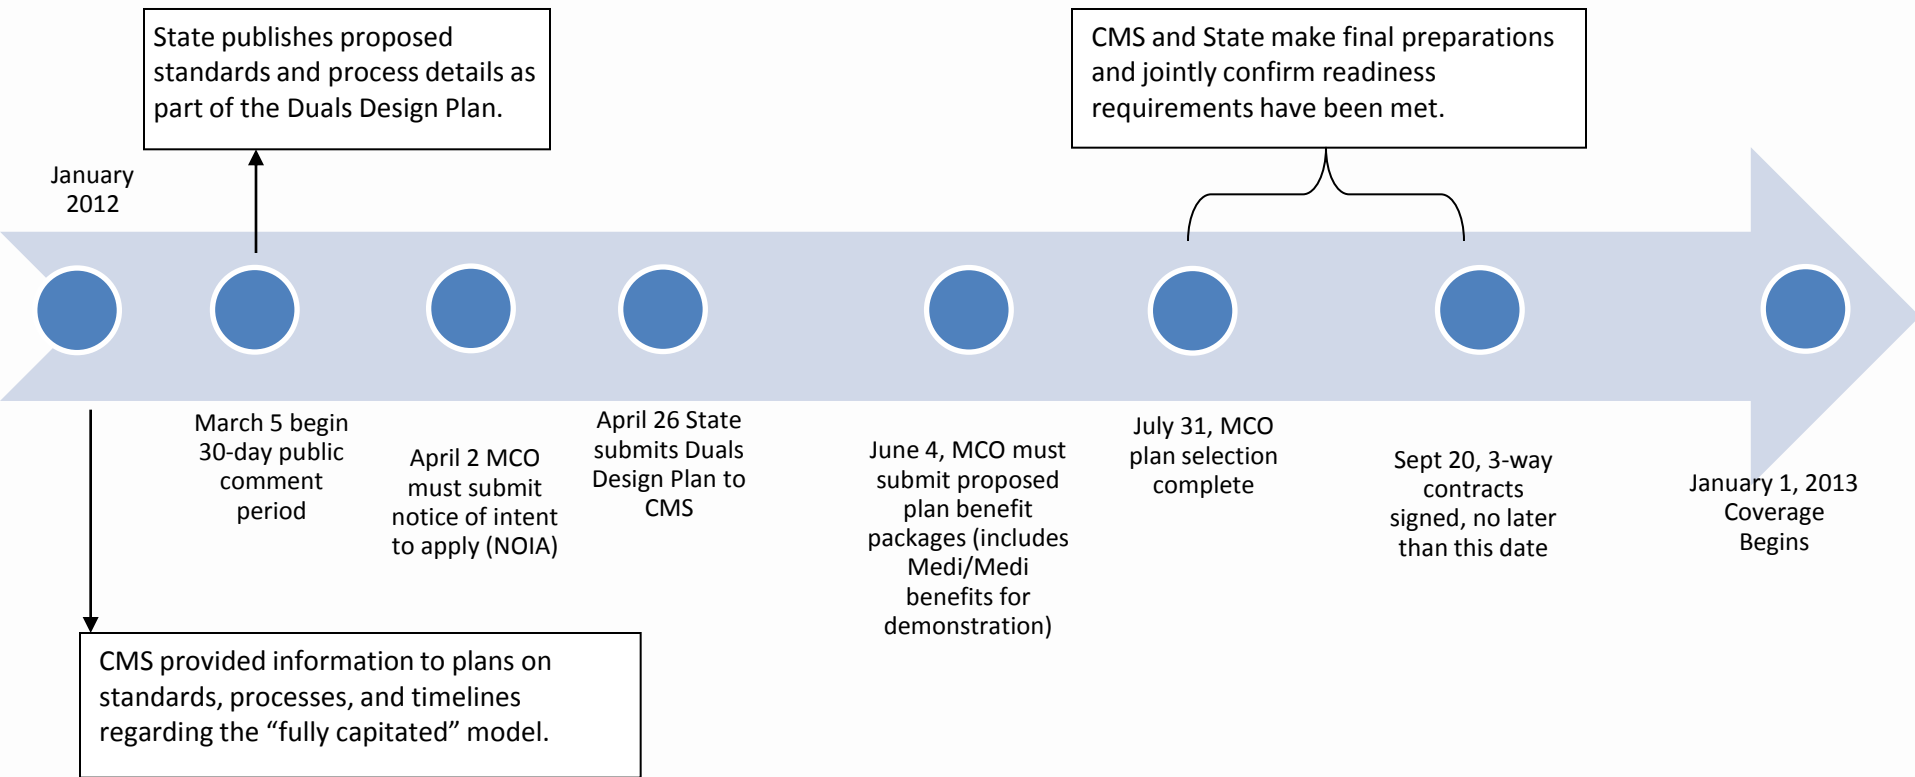 State publishes proposed
standards and process details as
part of the Duals Design Plan.
CMS and State make final preparations
and jointly confirm readiness
requirements have been met.
January
2012
March 5 begin
30-day public
comment
period
April 2 MCO
must submit
notice of intent
to apply (NOIA)
April 26 State
submits Duals
Design Plan to
CMS
June 4, MCO must
submit proposed
plan benefit
packages (includes
Medi/Medi
benefits for
demonstration)
July 31, MCO
plan selection
complete
Sept 20, 3-way
contracts
signed, no later
than this date
January 1, 2013
Coverage
Begins
CMS provided information to plans on
standards, processes, and timelines
regarding the “fully capitated” model.